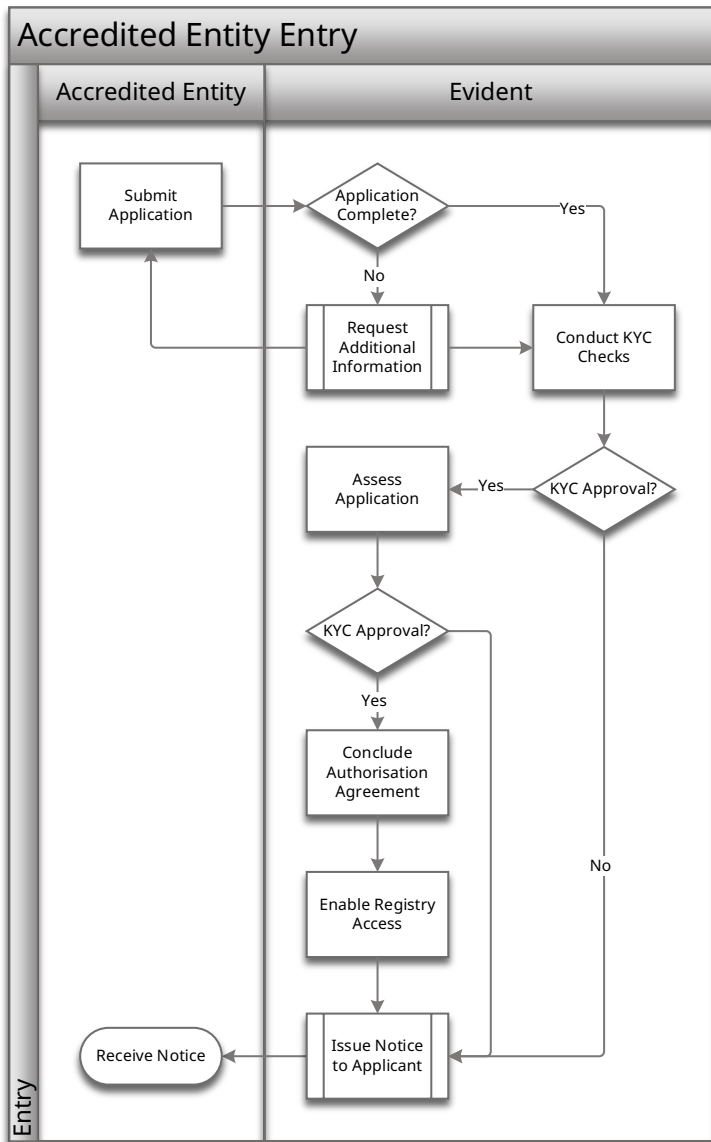 Accredited Entity Entry
Accredited Entity
Evident
Submit
Application
Application
Complete?
Yes
No
Request
Additional
Information
Conduct KYC
Checks
Assess
Application
Yes
KYC Approval?
KYC Approval?
Yes
Conclude
Authorisation
Agreement
No
Enable Registry
Access
Receive Notice
Issue Notice
to Applicant
Entry